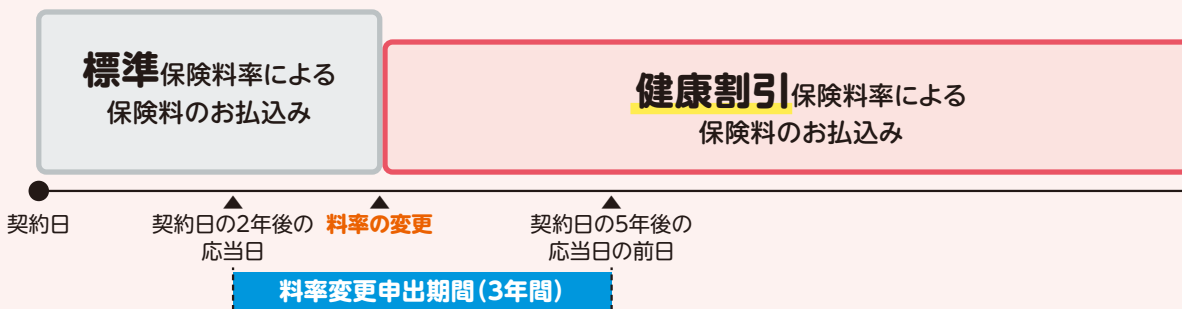 標準保険料率による
保険料のお払込み
健康割引保険料率による
保険料のお払込み
契約日
契約日の2年後の
応当日
料率の変更
契約日の5年後の
応当日の前日
料率変更申出期間(3年間)